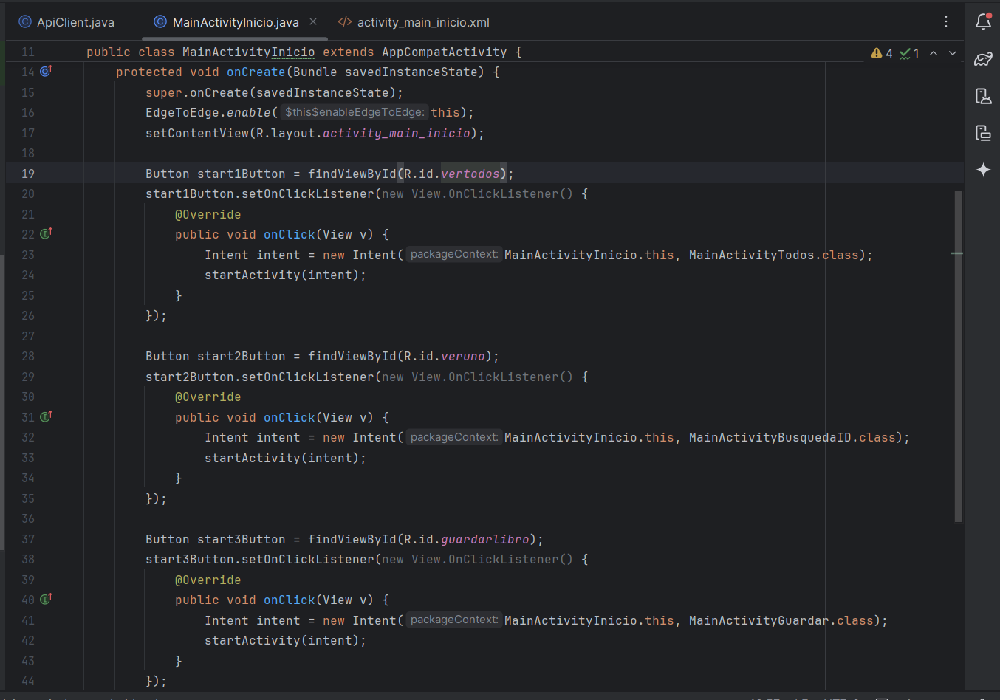 ApiClient.java MainActivityInicio.java activity_main_inicio.xml
11 public class MainActivityInicio extends AppCompatActivity { 4 1
14 protected void onCreate(Bundle savedInstanceState) {
15 super.onCreate(savedInstanceState);
16 EdgeToEdge.enable( $this$enableEdgeToEdge: this);
17 setContentView(R.layout.activity_main_inicio);
18
19 Button start1Button = findViewById(R.id.vertodos);
20 start1Button.setOnClickListener(new View.OnClickListener() {
21 @Override
22 public void onClick(View v) {
23 Intent intent = new Intent( packageContext: MainActivityInicio.this, MainActivityTodos.class);
24 startActivity(intent);
25 }
26 });
27
28 Button start2Button = findViewById(R.id.veruno);
29 start2Button.setOnClickListener(new View.OnClickListener() {
30 @Override
31 public void onClick(View v) {
32 Intent intent = new Intent( packageContext: MainActivityInicio.this, MainActivityBusquedaID.class);
33 startActivity(intent);
34 }
35 });
36
37 Button start3Button = findViewById(R.id.guardarlibro);
38 start3Button.setOnClickListener(new View.OnClickListener() {
39 @Override
40 public void onClick(View v) {
41 Intent intent = new Intent( packageContext: MainActivityInicio.this, MainActivityGuardar.class);
42 startActivity(intent);
43 }
44 });